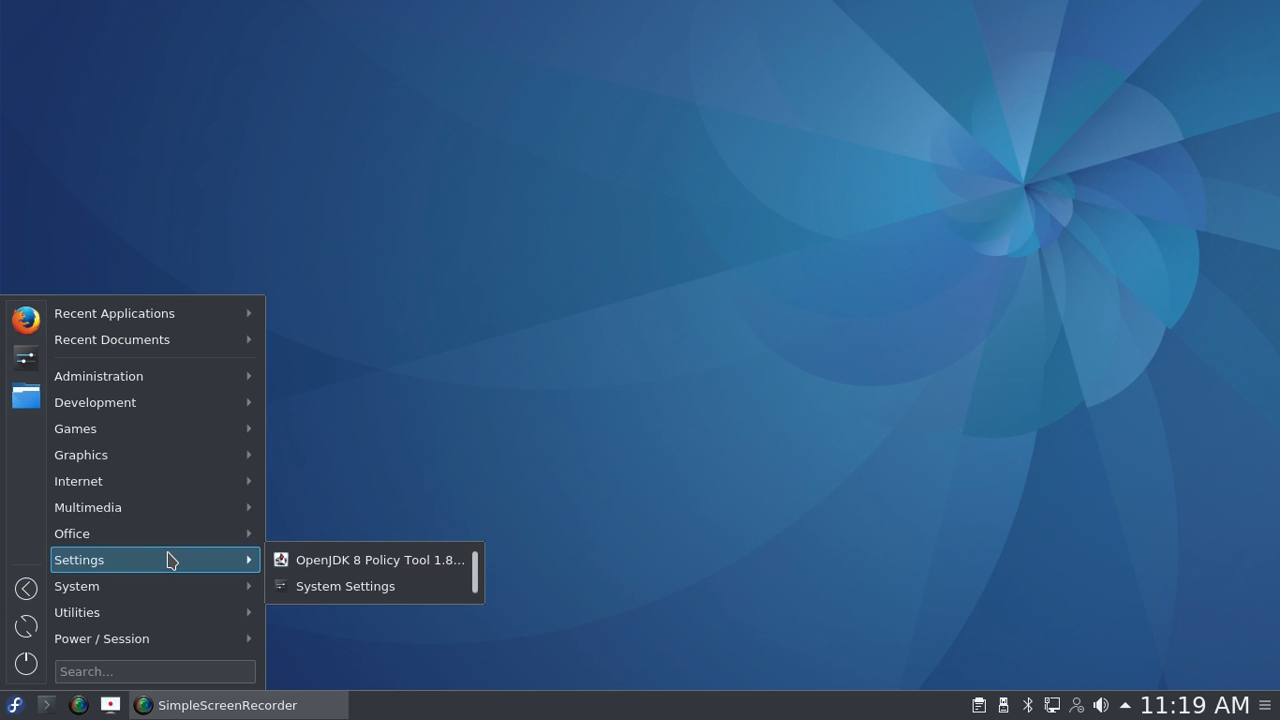 Recent Applications
Recent Documents
Administration
Development
Games
Graphics
Internet
Multimedia
Office
Settings
OpenJDK 8 Policy Tool 1.8...
System
System Settings
Utilities
Power / Session
Search...
SimpleScreenRecorder
11:19 AM